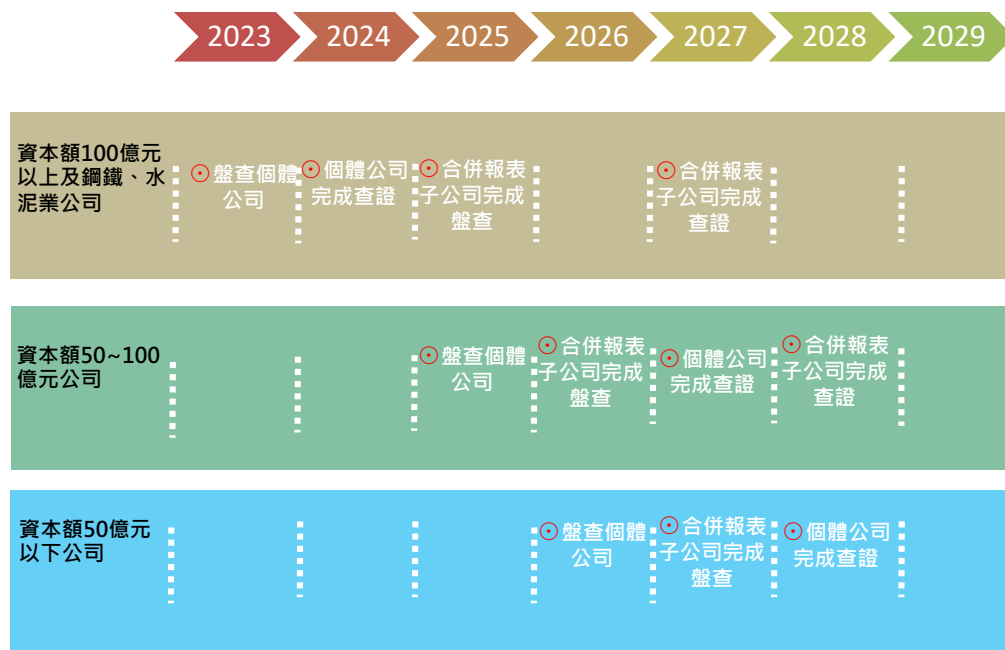 2023 2024 2025 2026 2027 2028 2029
資本額100億元
以上及鋼鐵、水
泥業公司
⊙盤查個體
公司
⊙個體公司
完成查證
⊙合併報表
子公司完成
盤查
⊙合併報表
子公司完成
查證
資本額50~100
億元公司
⊙盤查個體
公司
⊙合併報表
子公司完成
盤查
⊙個體公司
完成查證
⊙合併報表
子公司完成
查證
資本額50億元
以下公司
⊙盤查個體
公司
⊙合併報表
子公司完成
盤查
⊙個體公司
完成查證